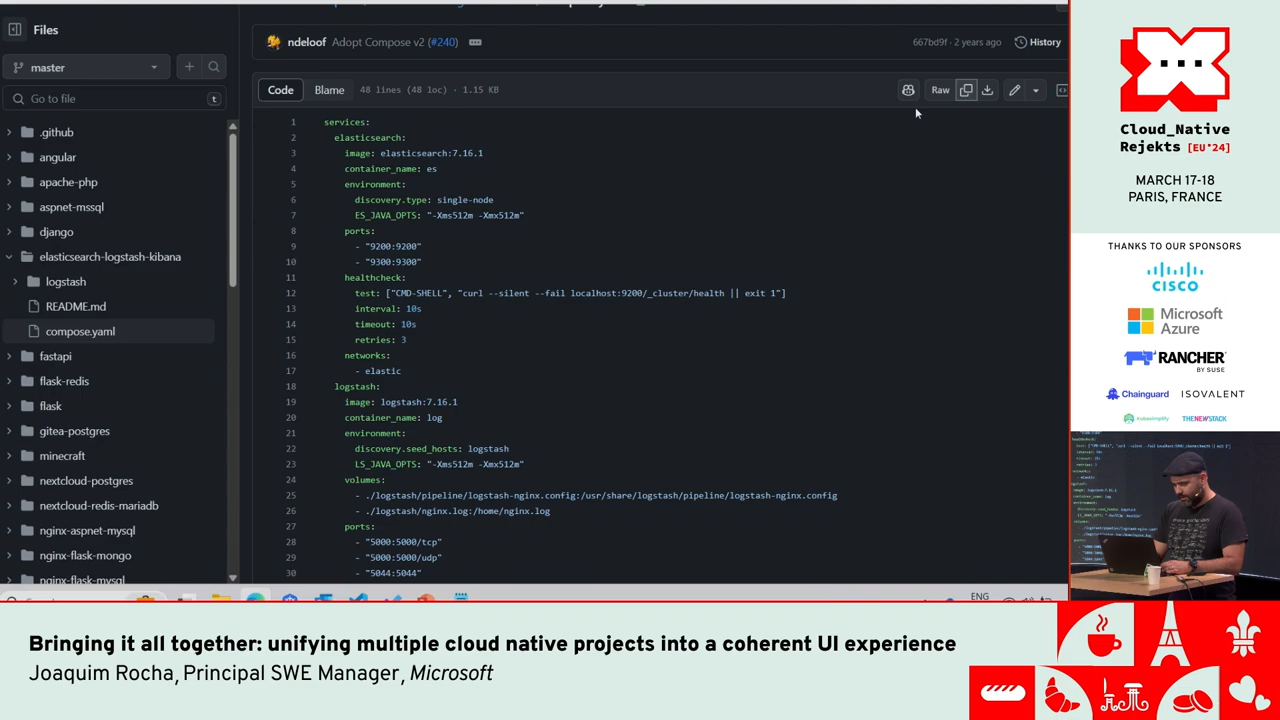 Files
master
Go to file
t
.github
angular
apache-php
aspnet-mssql
django
elasticsearch-logstash-kibana
logstash
README.md
compose.yaml
fastapi
flask-redis
flask
gitea-postgres
minecraft
nextcloud-postgres
nextcloud-redis-mariadb
nginx-aspnet-mysql
nginx-flask-mongo
nginx-flask-mysql
ndeloof Adopt Compose v2 (#240)
667bd9f · 2 years ago
History
Code
Blame
48 lines (48 loc) · 1.15 KB
Raw
1 services:
2 elasticsearch:
3 image: elasticsearch:7.16.1
4 container_name: es
5 environment:
6 discovery.type: single-node
7 ES_JAVA_OPTS: "-Xms512m -Xmx512m"
8 ports:
9 - "9200:9200"
10 - "9300:9300"
11 healthcheck:
12 test: ["CMD-SHELL", "curl --silent --fail localhost:9200/_cluster/health || exit 1"]
13 interval: 10s
14 timeout: 10s
15 retries: 3
16 networks:
17 - elastic
18 logstash:
19 image: logstash:7.16.1
20 container_name: log
21 environment:
22 discovery.seed_hosts: logstash
23 LS_JAVA_OPTS: "-Xms512m -Xmx512m"
24 volumes:
25 - ./logstash/pipeline/logstash-nginx.config:/usr/share/logstash/pipeline/logstash-nginx.config
26 - ./logstash/nginx.log:/home/nginx.log
27 ports:
28 - "5000:5000/tcp"
29 - "5000:5000/udp"
30 - "5044:5044"
ENG
Cloud_Native
Rejekts [EU'24]
MARCH 17-18
PARIS, FRANCE
THANKS TO OUR SPONSORS
CISCO
Microsoft
Azure
RANCHER
BY SUSE
Chainguard
ISOVALENT
Kubesimplify
THENEWSTACK
Bringing it all together: unifying multiple cloud native projects into a coherent UI experience
Joaquim Rocha, Principal SWE Manager, Microsoft